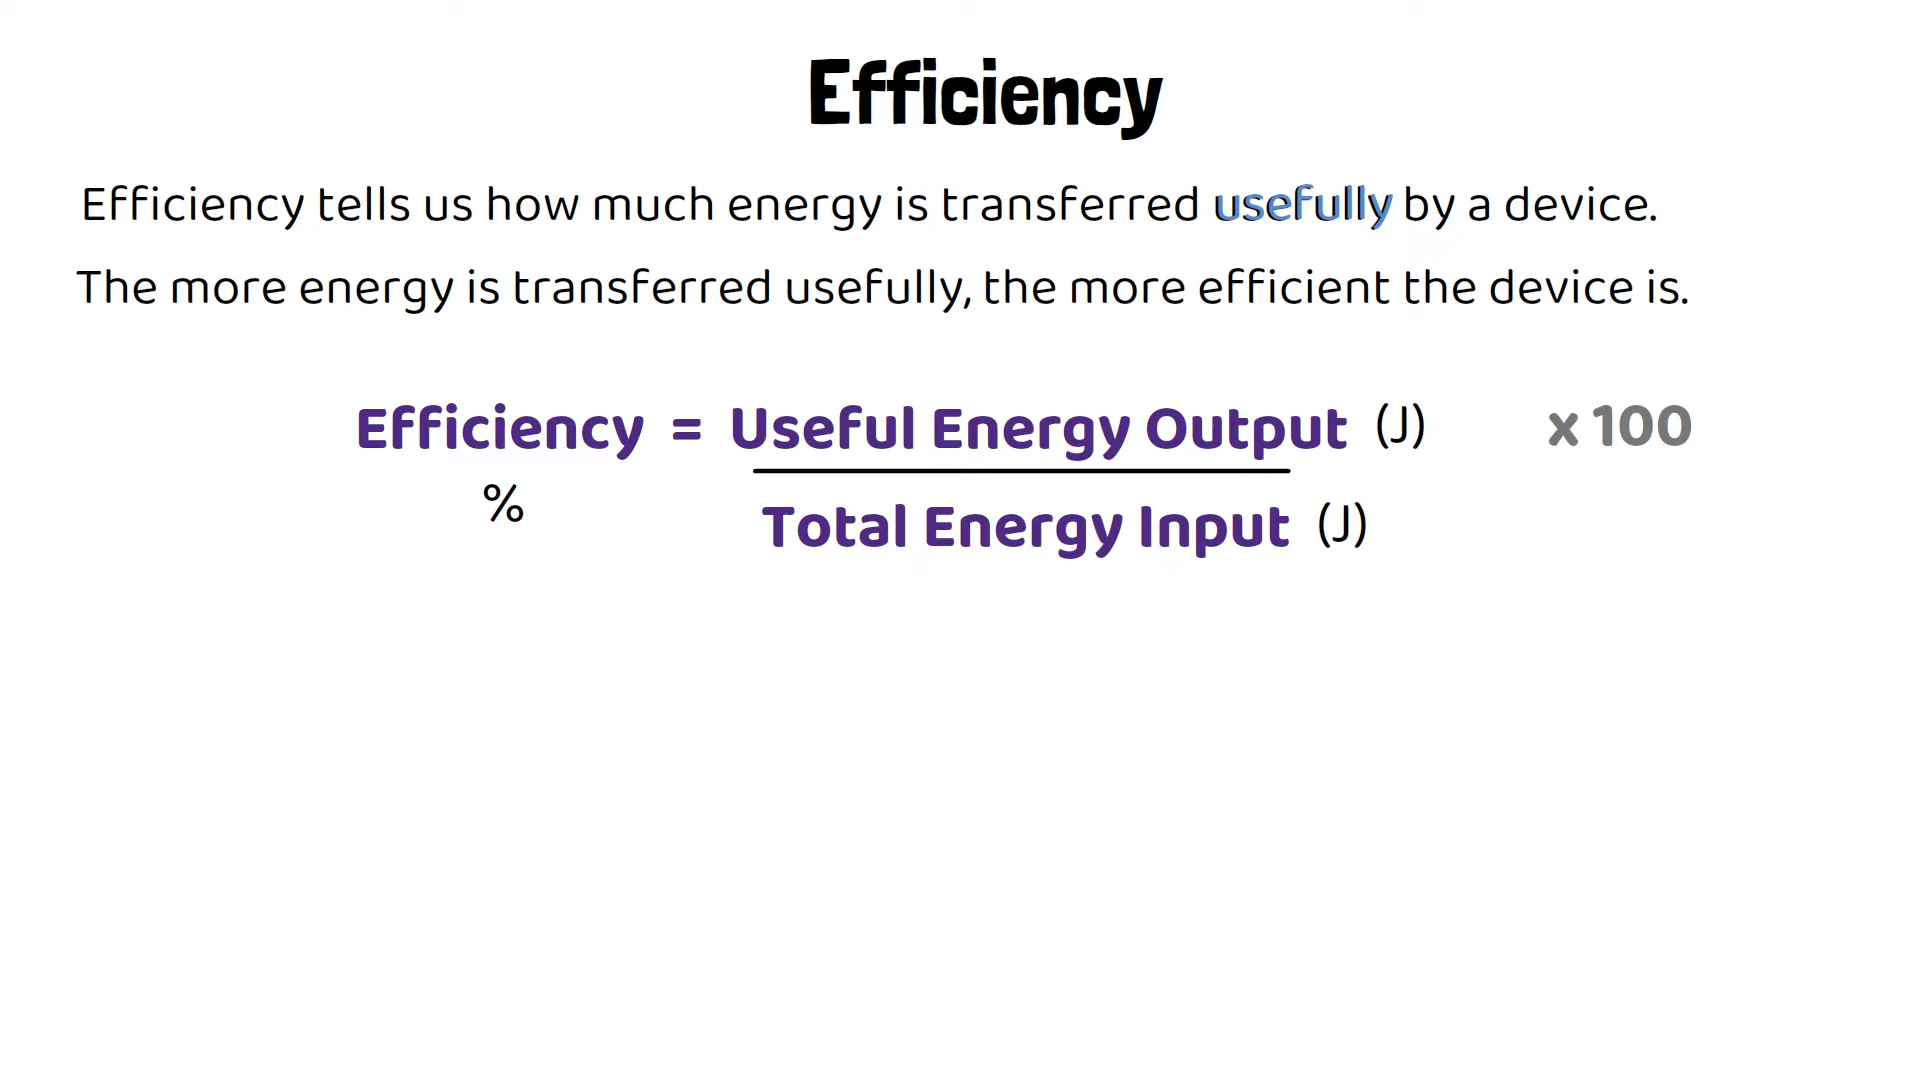 Efficiency
Efficiency tells us how much energy is transferred usefully by a device.
The more energy is transferred usefully, the more efficient the device is.
Efficiency = Useful Energy Output (J) x 100
% Total Energy Input (J)